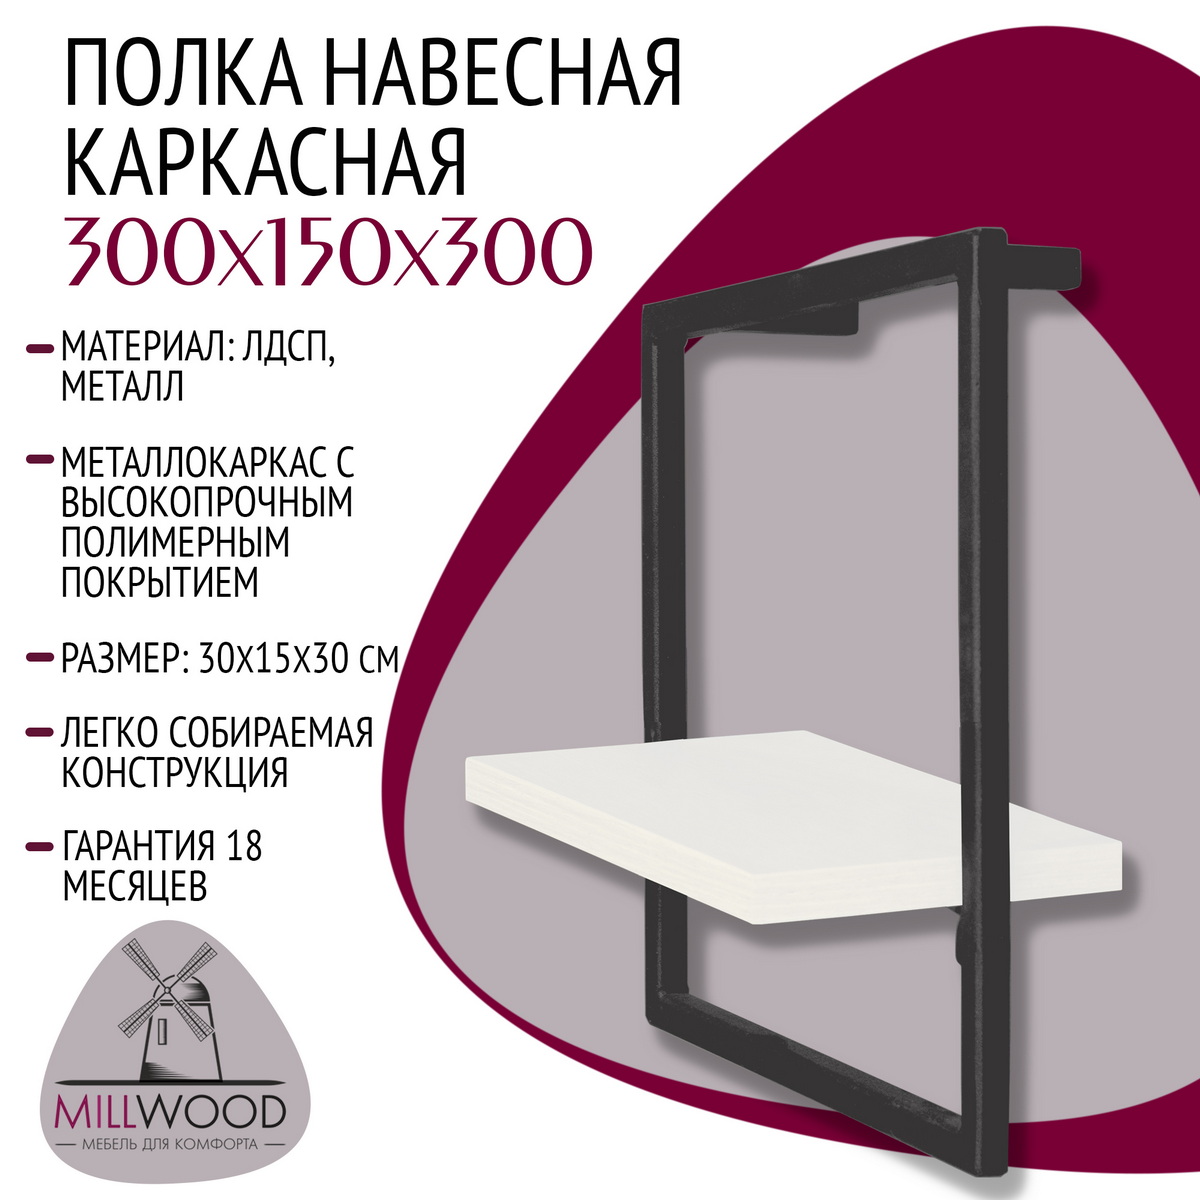 ПОЛКА НАВЕСНАЯ
КАРКАСНАЯ
300х150х300
МАТЕРИАЛ: ЛДСП,
МЕТАЛЛ
МЕТАЛЛОКАРКАС С
ВЫСОКОПРОЧНЫМ
ПОЛИМЕРНЫМ
ПОКРЫТИЕМ
РАЗМЕР: 30Х15Х30 СМ
ЛЕГКО СОБИРАЕМАЯ
КОНСТРУКЦИЯ
ГАРАНТИЯ 18
МЕСЯЦЕВ
MILLWOOD
МЕБЕЛЬ ДЛЯ КОМФОРТА